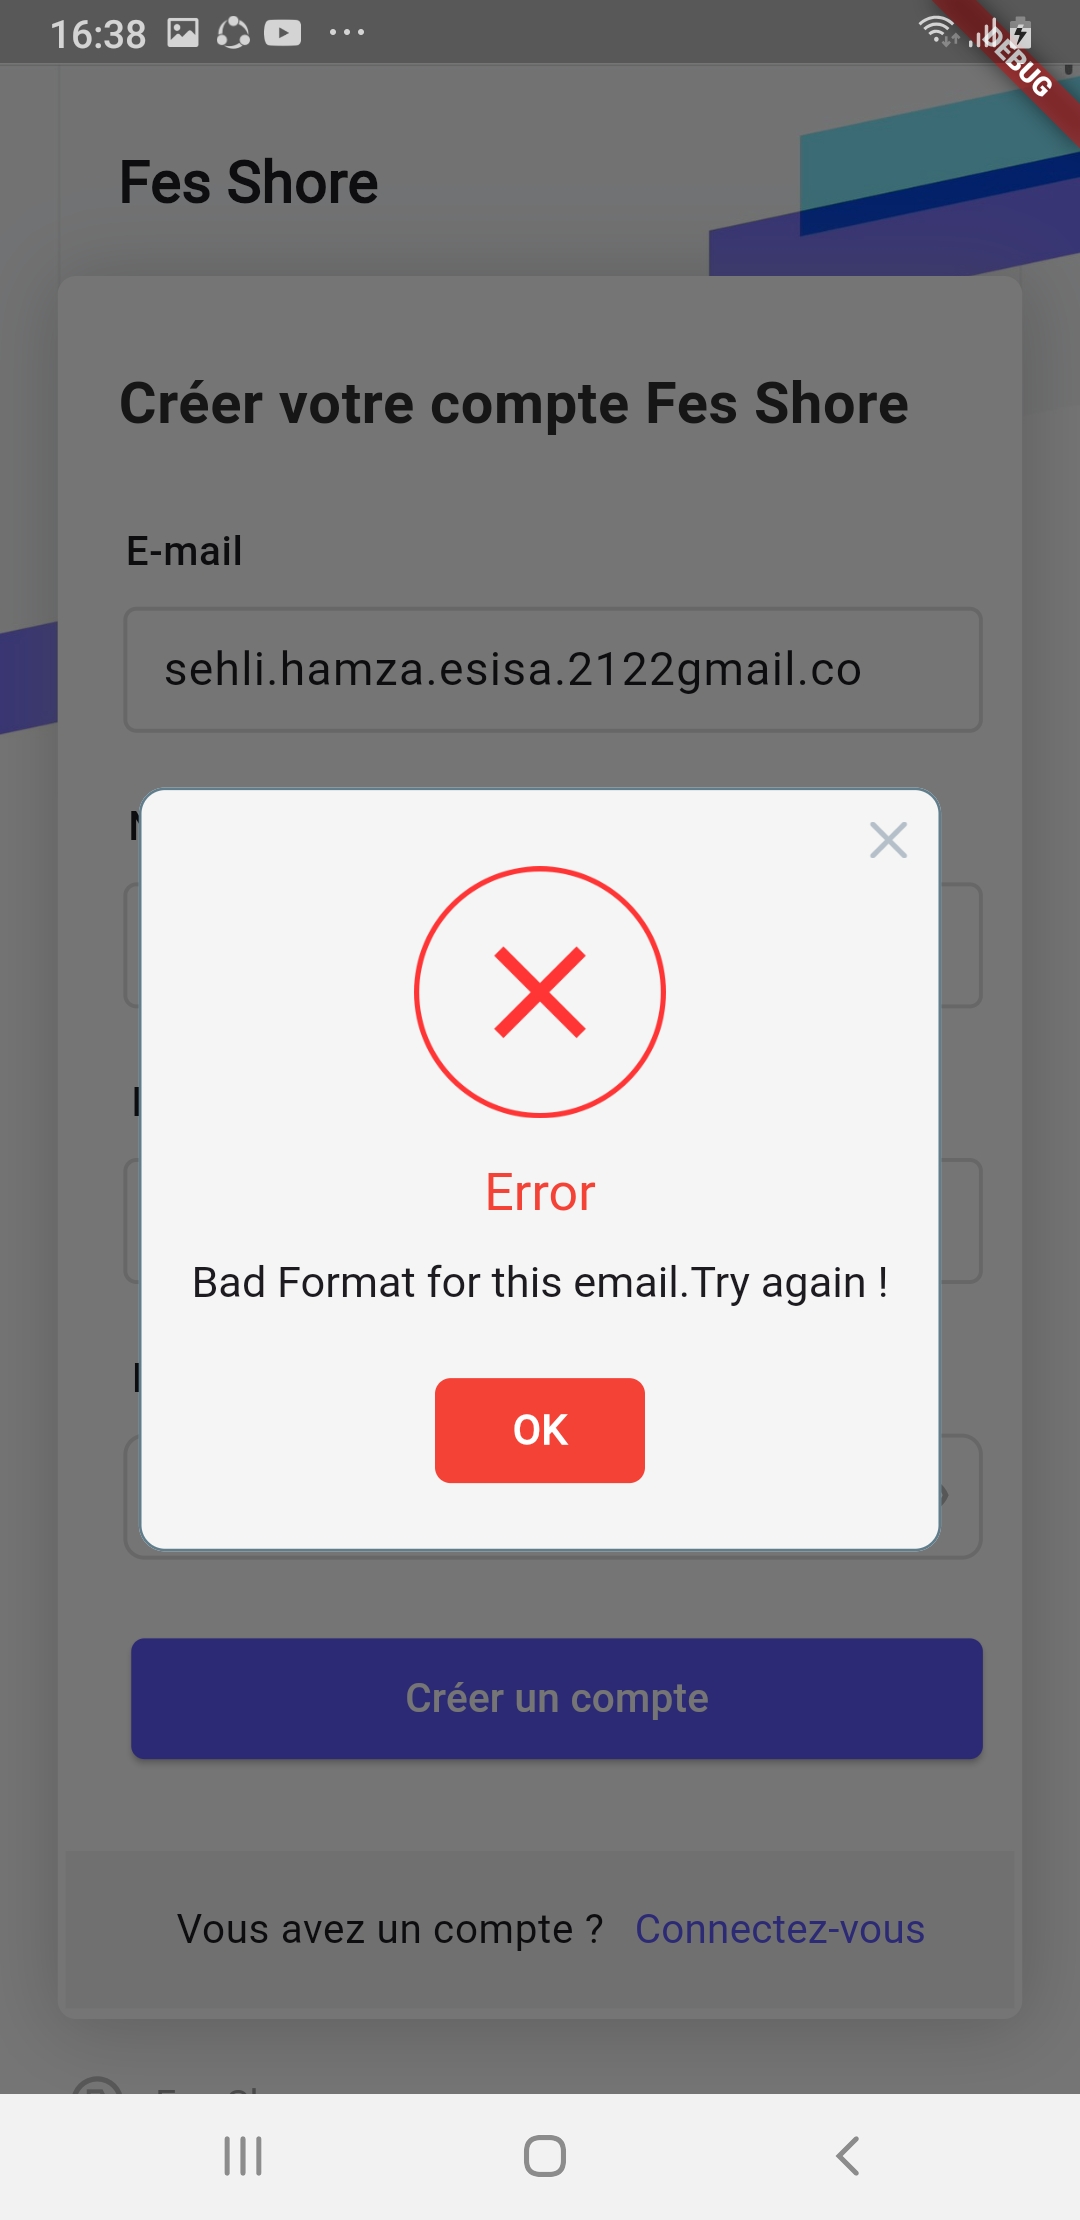 16:38
DEBUG
Fes Shore
Créer votre compte Fes Shore
E-mail
sehli.hamza.esisa.2122gmail.co
Error
Bad Format for this email.Try again !
OK
Créer un compte
Vous avez un compte ? Connectez-vous